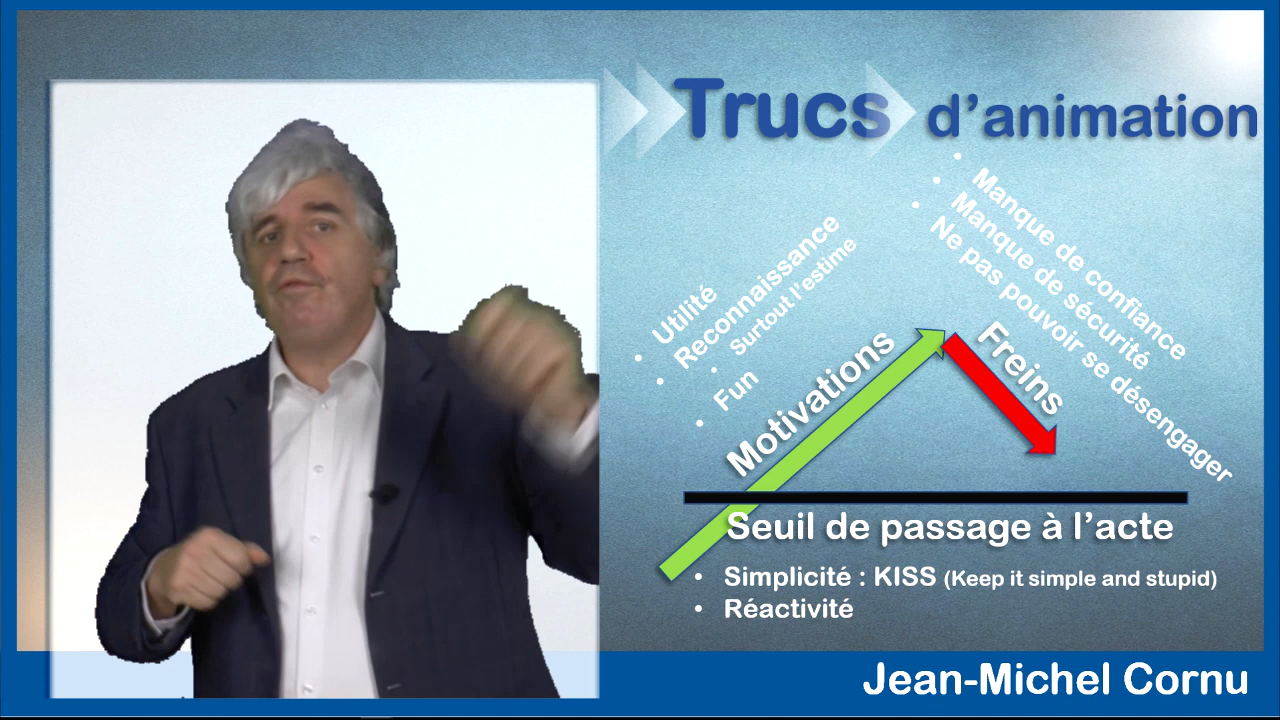 Trucs d’animation
• Utilité
• Reconnaissance
• Surtout l’estime
• Fun
Motivations
• Manque de confiance
• Manque de sécurité
• Ne pas pouvoir se désengager
Freins
Seuil de passage à l’acte
• Simplicité : KISS (Keep it simple and stupid)
• Réactivité
Jean-Michel Cornu